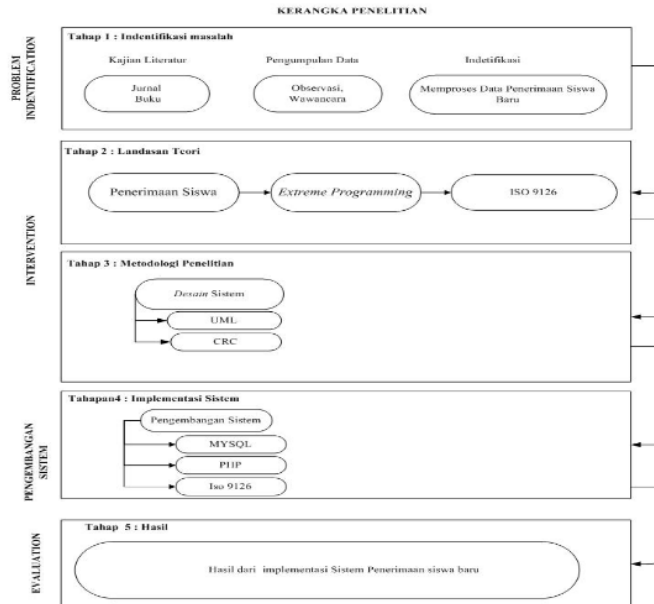 KERANGKA PENELITIAN
PROBLEM
INDENTIFICATION
Tahap 1 : Indentifikasi masalah
Kajian Literatur
Pengumpulan Data
Indetifikasi
Jurnal
Buku
Observasi,
Wawancara
Memproses Data Penerimaan Siswa
Baru
INTERVENTION
Tahap 2 : Landasan Teori
Penerimaan Siswa
Extreme Programming
ISO 9126
Tahap 3 : Metodologi Penelitian
Desain Sistem
UML
CRC
PENGEMBANGAN
SISTEM
Tahapan4 : Implementasi Sistem
Pengembangan Sistem
MYSQL
PHP
Iso 9126
EVALUATION
Tahap 5 : Hasil
Hasil dari implementasi Sistem Penerimaan siswa baru